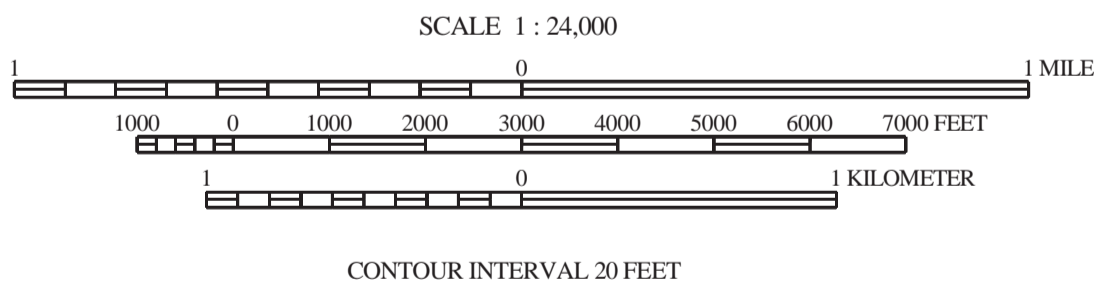 SCALE 1 : 24,000
1 0 1 MILE
1000 0 1000 2000 3000 4000 5000 6000 7000 FEET
1 0 1 KILOMETER
CONTOUR INTERVAL 20 FEET